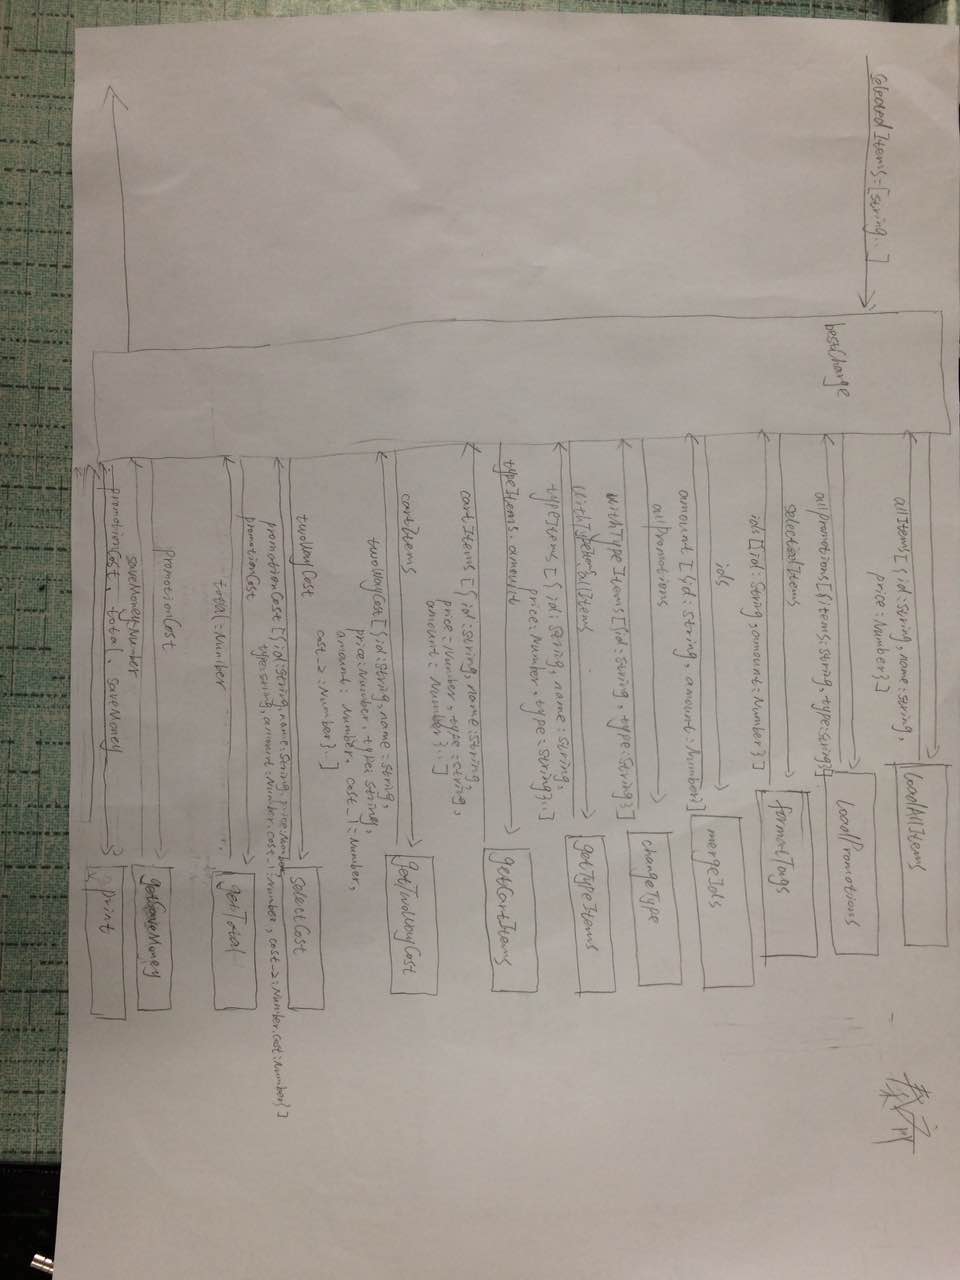 selectedItems:[string..]
bestCharge
allItems[{id:string,name:string,
price:Number}..]
loadAllItems
allPromotions[{items:string,type:string}]
loadPromotions
selectedItems
id[{id:string,amount:Number}]
formatTags
ids
amount[{id:string,amount:Number}]
mergeIds
allPromotions
withTypeItems[{id:string,type:string}]
changeType
withTypeItems,allItems
typeItems[{id:string,name:string,
price:Number,type:string}..]
getTypeItems
typeItems,amount
cartItems[{id:string,name:string,
price:Number,type:string,
amount:Number}..]
getCartItems
cartItems
twoWayCost[{id:string,name:string,
price:Number,type:string,
amount:Number,cost_1:Number,
cost_2:Number}..]
getTwoWayCost
twoWayCost
promotionCost[{id:string,name:string,price:Number,
type:string,amount:Number,cost_1:Number,cost_2:Number,cost:Number}]
selectCost
promotionCost
total:Number
getTotal
promotionCost
saveMoney:Number
getSaveMoney
promotionCost,total,saveMoney
print